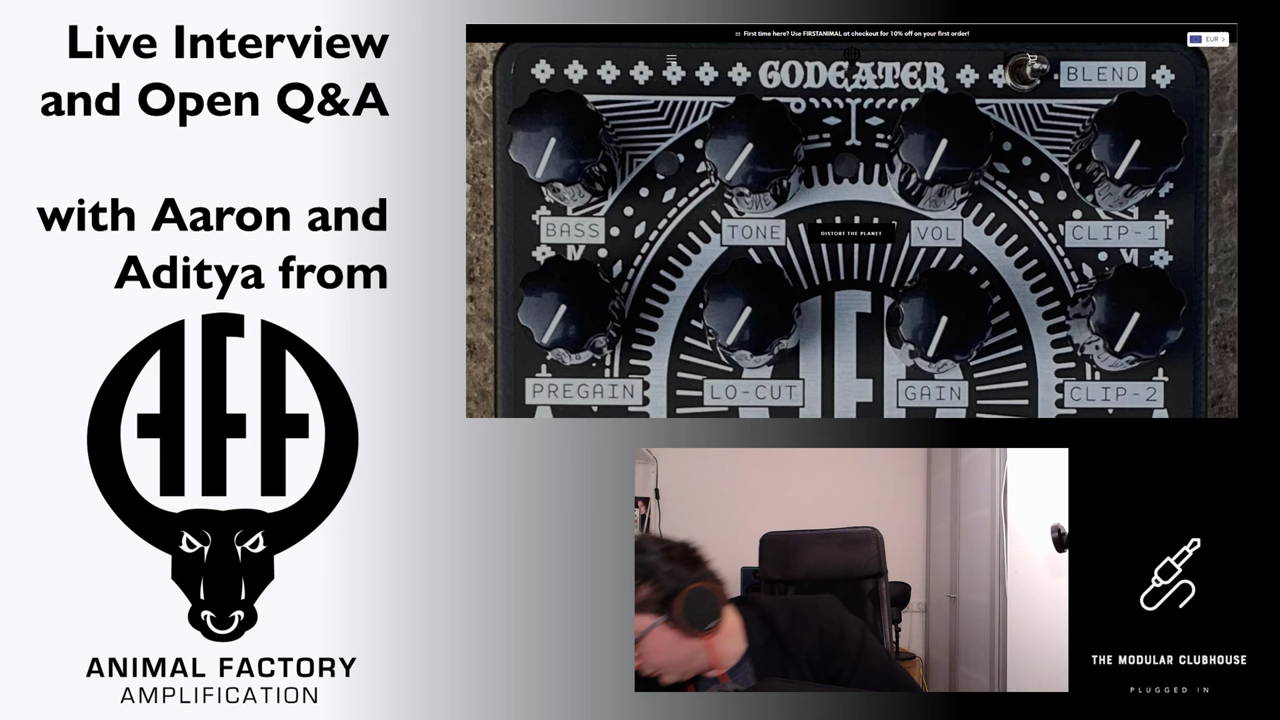 Live Interview
and Open Q&A
with Aaron and
Aditya from
AFA
ANIMAL FACTORY
AMPLIFICATION
First time here? Use FIRSTANIMAL at checkout for 10% off on your first order!
EUR >
GODEATER
BLEND
BASS
TONE
DISTORT THE PLANET
VOL
CLIP-1
PREGAIN
LO-CUT
GAIN
CLIP-2
AFA
THE MODULAR CLUBHOUSE
PLUGGED IN